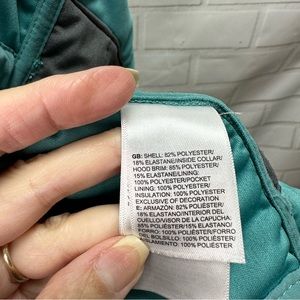 GB: SHELL: 82% POLYESTER/
18% ELASTANE/INSIDE COLLAR/
HOOD BRIM: 85% POLYESTER/
15% ELASTANE/LINING:
100% POLYESTER/POCKET
LINING: 100% POLYESTER/
INSULATION: 100% POLYESTER
EXCLUSIVE OF DECORATION
E: ARMAZÓN: 82% POLIÉSTER/
18% ELASTANO/INTERIOR DEL
CUELLO/VISOR DE LA CAPUCHA:
85% POLIÉSTER/15% ELASTANO/
FORRO: 100% POLIÉSTER/FORRO
DEL BOLSILLO: 100% POLIÉSTER/
AISLAMIENTO: 100% POLIÉSTER